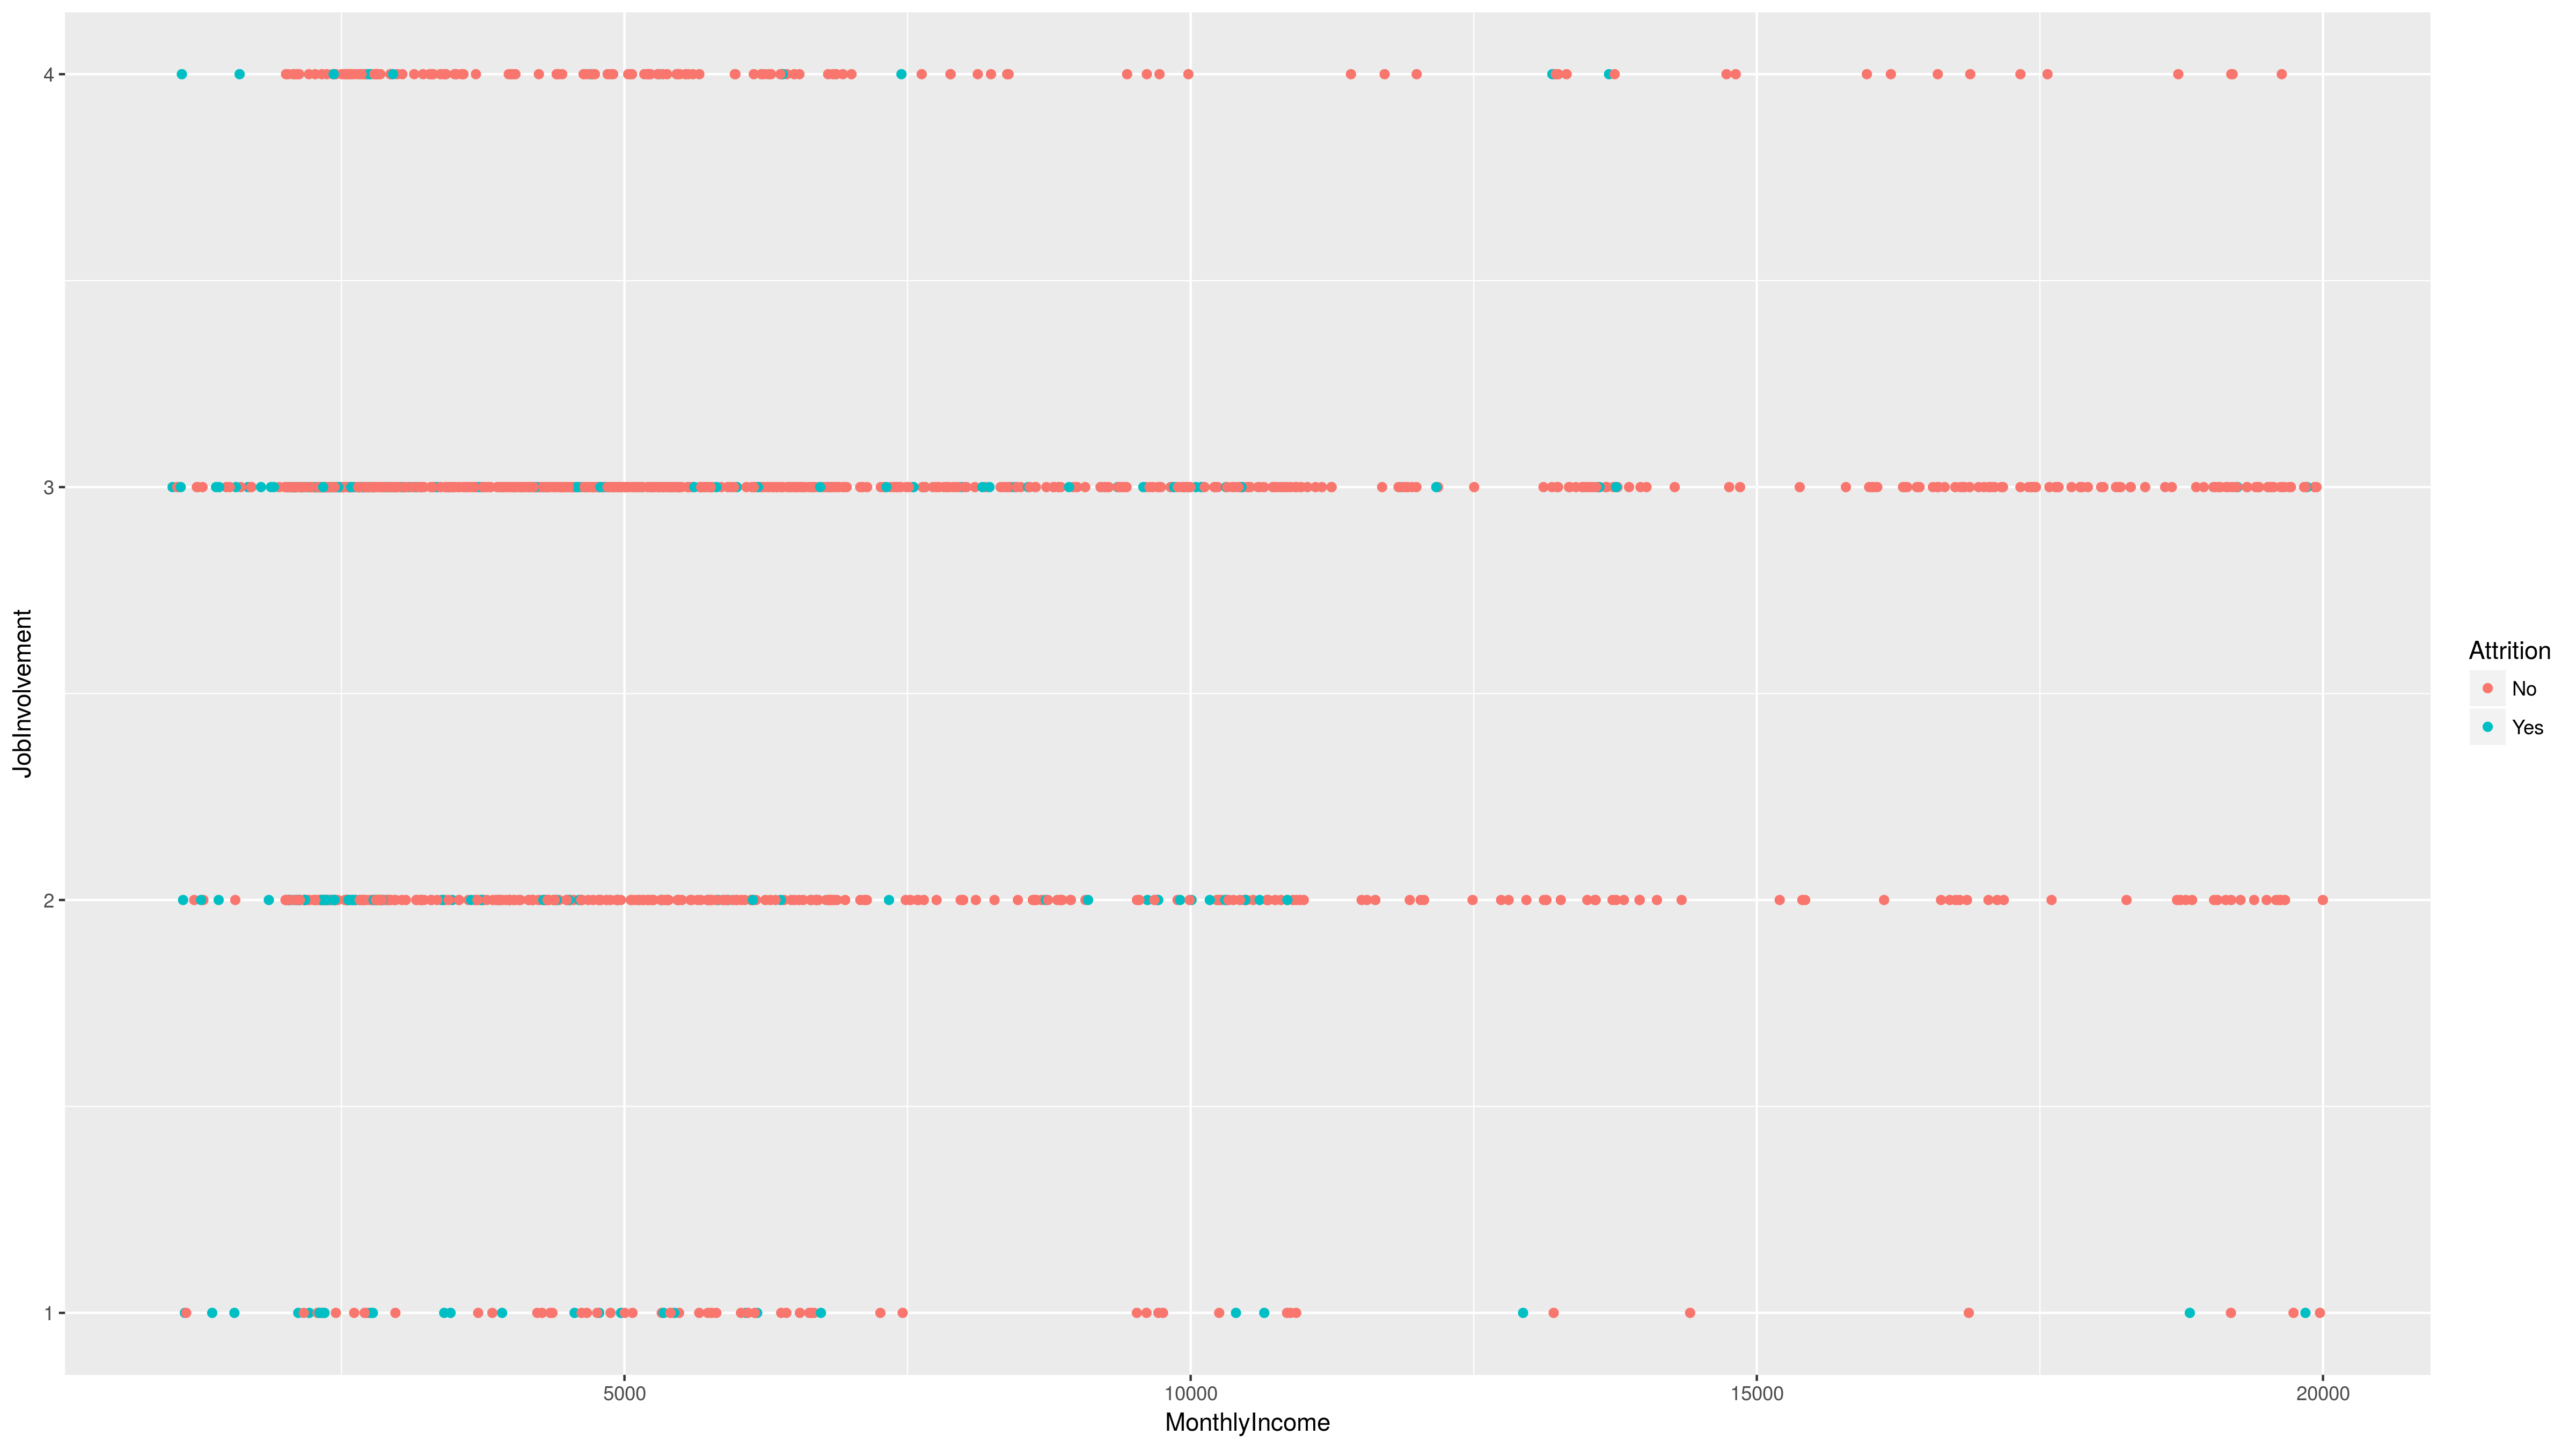 4
3
2
1
JobInvolvement
5000
10000
15000
20000
MonthlyIncome
Attrition
No
Yes